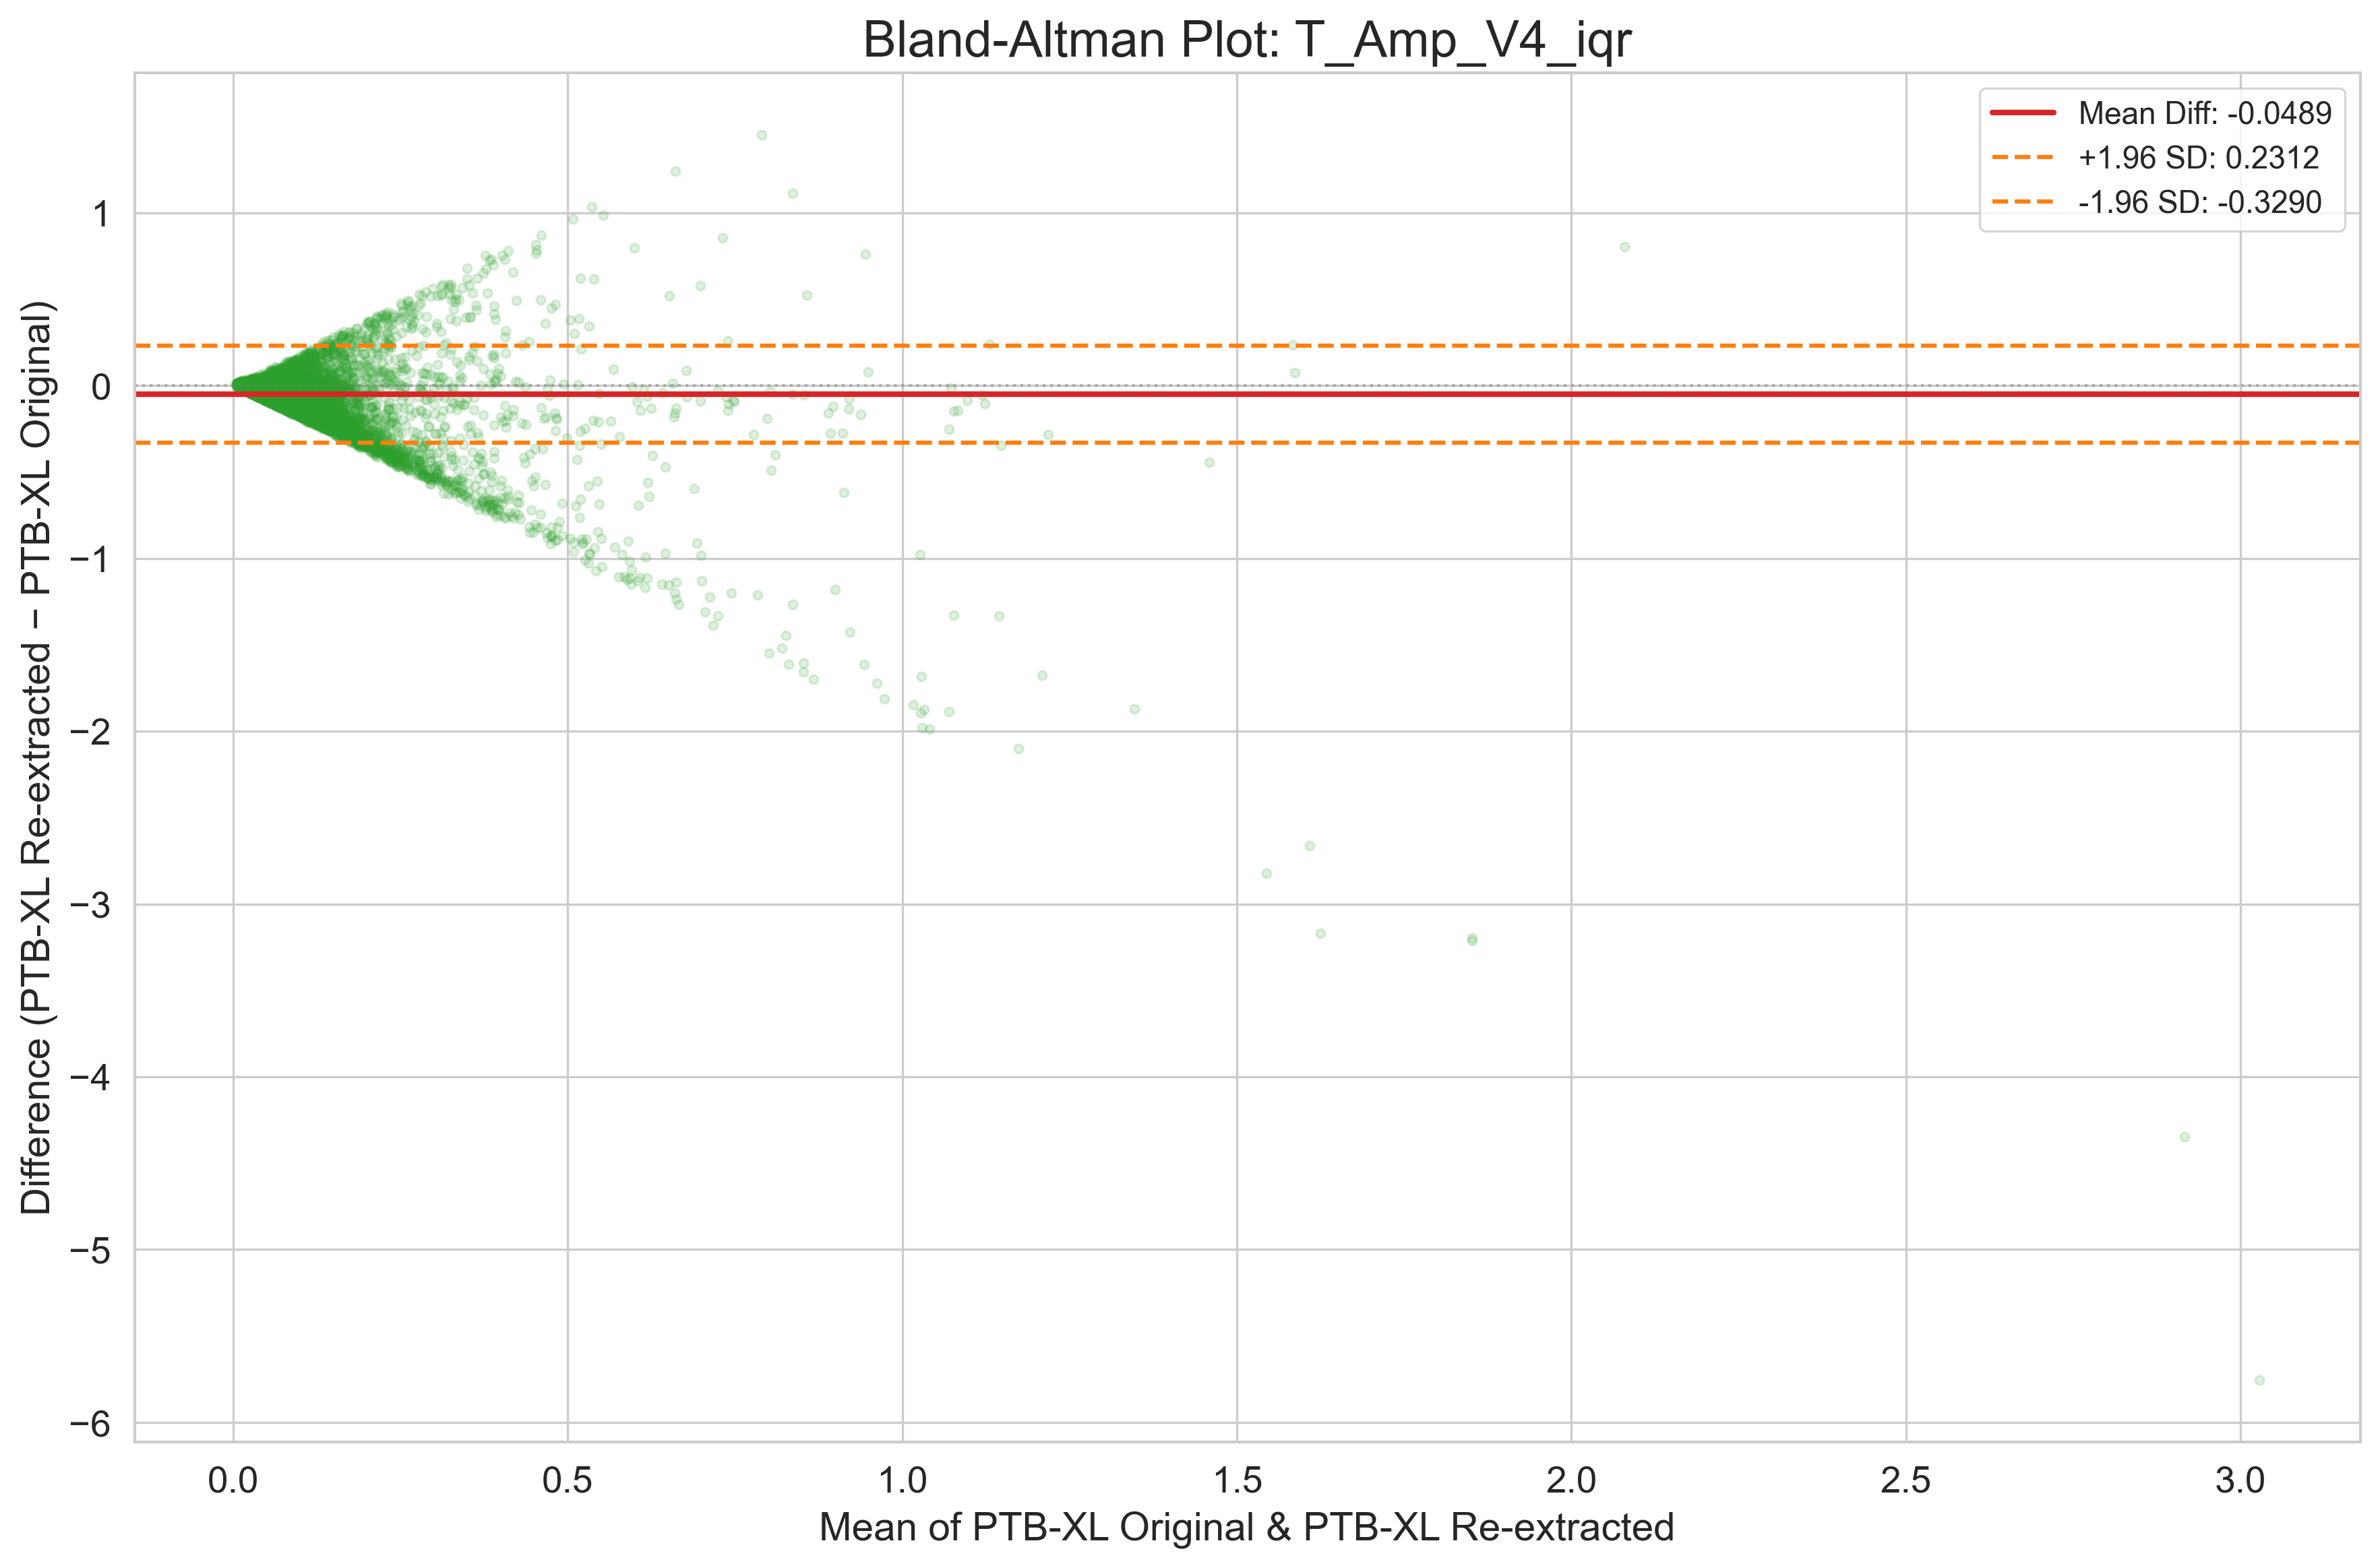 Bland-Altman Plot: T_Amp_V4_iqr
Mean Diff: -0.0489
+1.96 SD: 0.2312
-1.96 SD: -0.3290
Difference (PTB-XL Re-extracted − PTB-XL Original)
1
0
−1
−2
−3
−4
−5
−6
0.0 0.5 1.0 1.5 2.0 2.5 3.0
Mean of PTB-XL Original & PTB-XL Re-extracted